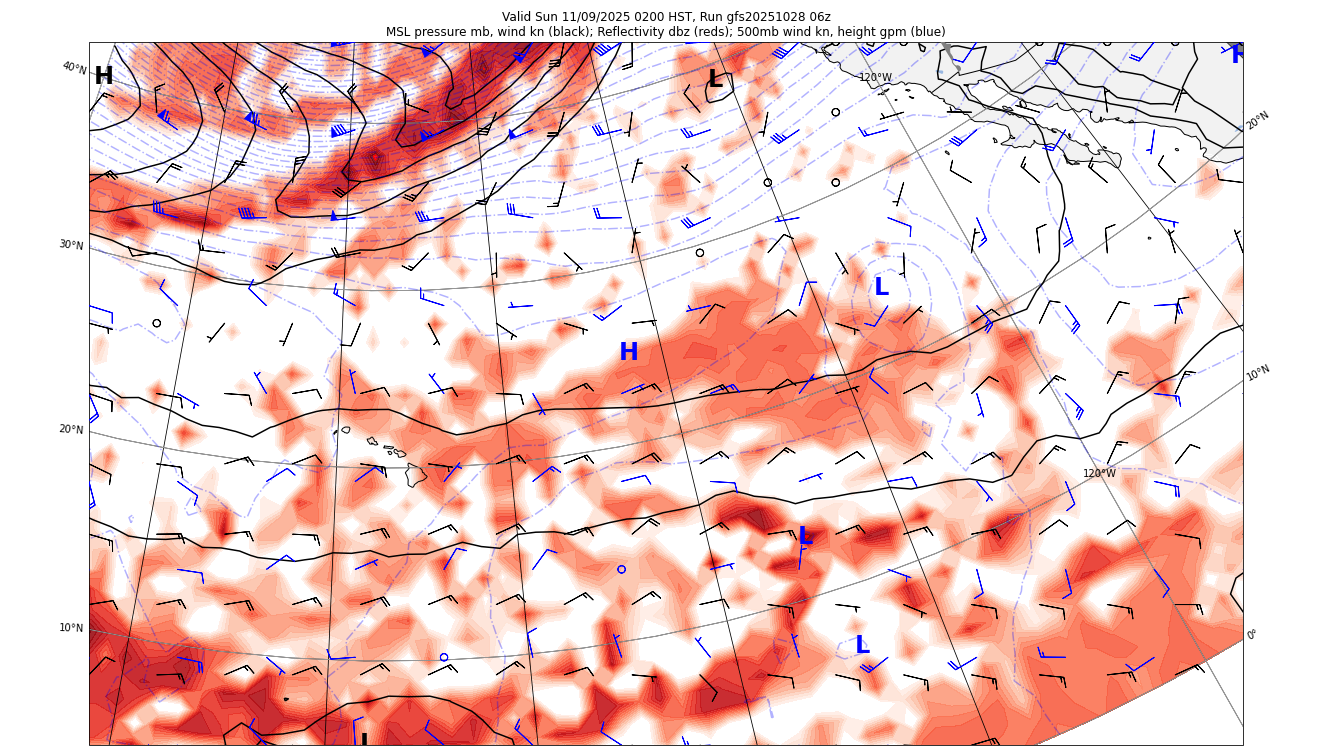 Valid Sun 11/09/2025 0200 HST, Run gfs20251028 06z
MSL pressure mb, wind kn (black); Reflectivity dbz (reds); 500mb wind kn, height gpm (blue)
H
40°N
H
L
120°W
20°N
30°N
L
H
10°N
20°N
120°W
L
10°N
0°
L
L